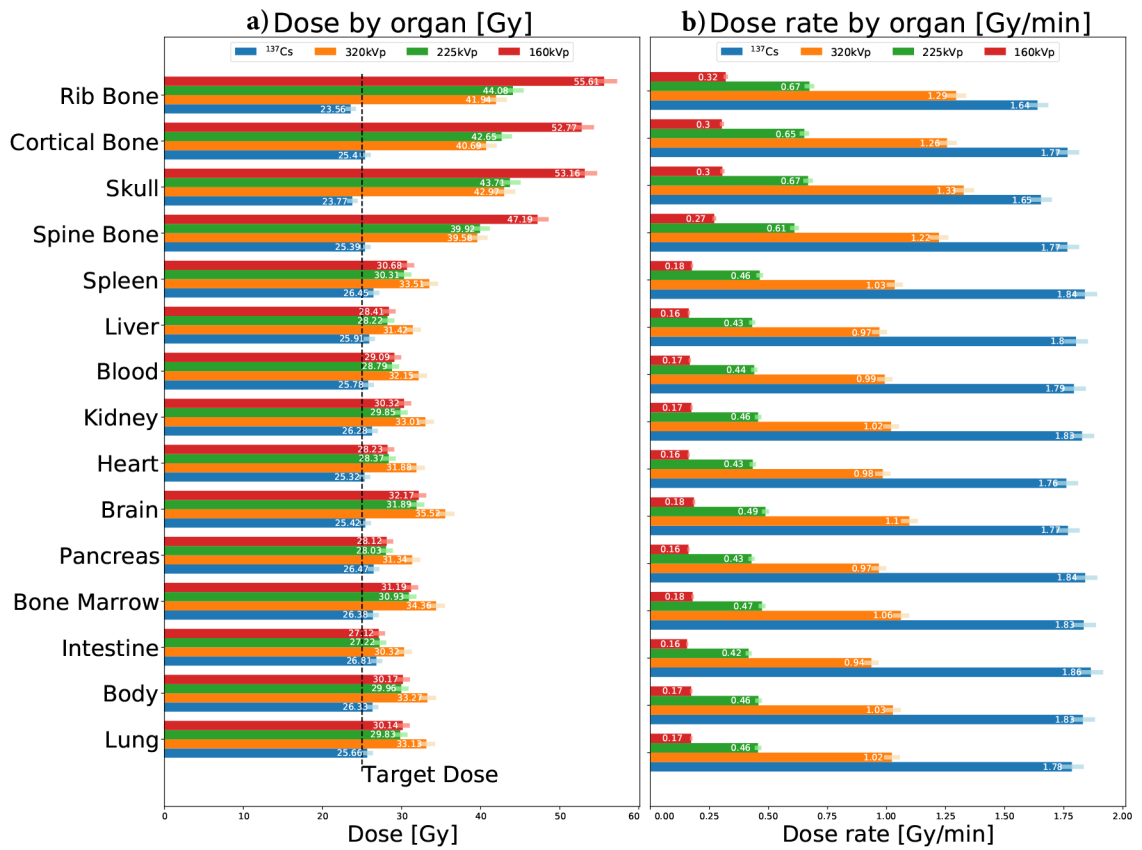 a) Dose by organ [Gy]
137Cs 320kVp 225kVp 160kVp
Rib Bone 55.61 44.08 41.94 23.56
Cortical Bone 52.77 42.65 40.69 25.4
Skull 53.16 43.71 42.97 23.77
Spine Bone 47.19 39.92 39.58 25.39
Spleen 30.68 30.31 33.51 26.45
Liver 28.41 28.22 31.42 25.91
Blood 29.09 28.79 32.15 25.78
Kidney 30.32 29.85 33.01 26.28
Heart 28.23 28.37 31.88 25.32
Brain 32.17 31.89 35.52 25.42
Pancreas 28.12 28.03 31.34 26.47
Bone Marrow 31.19 30.93 34.36 26.38
Intestine 27.12 27.22 30.32 26.81
Body 30.17 29.96 33.27 26.33
Lung 30.14 29.83 33.13 25.66
Target Dose
0 10 20 30 40 50 60
Dose [Gy]
b) Dose rate by organ [Gy/min]
137Cs 320kVp 225kVp 160kVp
0.32 0.67 1.29 1.64
0.3 0.65 1.26 1.77
0.3 0.67 1.33 1.65
0.27 0.61 1.22 1.77
0.18 0.46 1.03 1.84
0.16 0.43 0.97 1.8
0.17 0.44 0.99 1.79
0.17 0.46 1.02 1.83
0.16 0.43 0.98 1.76
0.18 0.49 1.1 1.77
0.16 0.43 0.97 1.84
0.18 0.47 1.06 1.83
0.16 0.42 0.94 1.86
0.17 0.46 1.03 1.83
0.17 0.46 1.02 1.78
0.00 0.25 0.50 0.75 1.00 1.25 1.50 1.75 2.00
Dose rate [Gy/min]